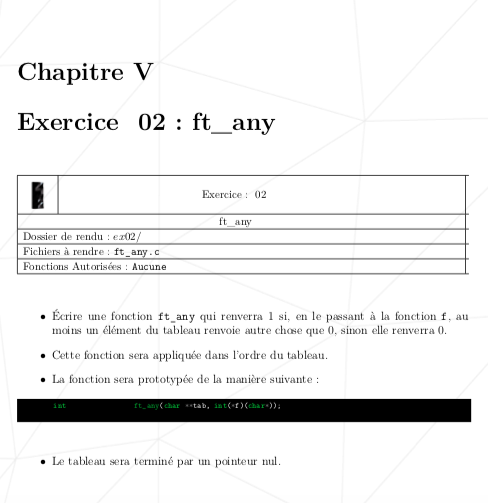 Chapitre V
Exercice 02 : ft_any
Exercice : 02
ft_any
Dossier de rendu : ex02/
Fichiers à rendre : ft_any.c
Fonctions Autorisées : Aucune
• Écrire une fonction ft_any qui renverra 1 si, en le passant à la fonction f, au
moins un élément du tableau renvoie autre chose que 0, sinon elle renverra 0.
• Cette fonction sera appliquée dans l'ordre du tableau.
• La fonction sera prototypée de la manière suivante :
int ft_any(char **tab, int(*f)(char*));
• Le tableau sera terminé par un pointeur nul.